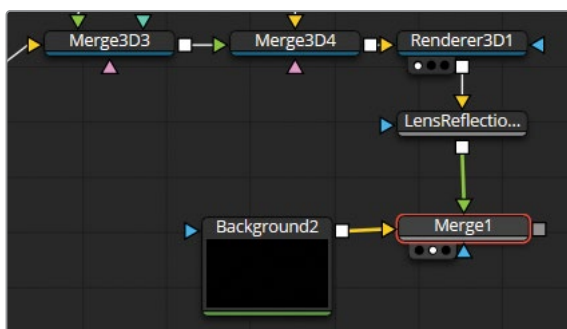 Merge3D3
Merge3D4
Renderer3D1
LensReflectio...
Background2
Merge1